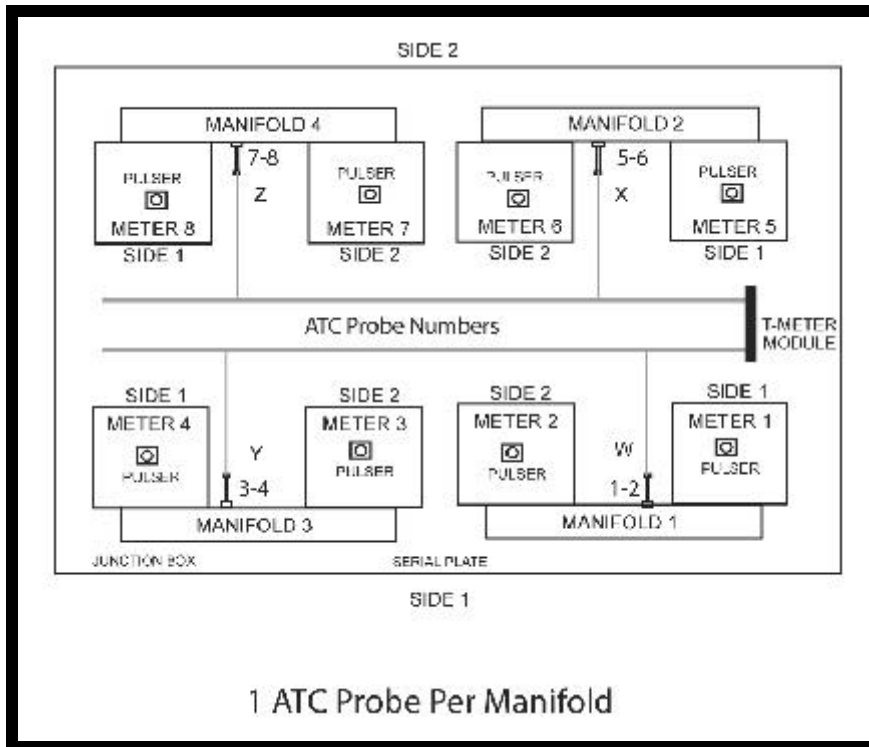 SIDE 2
MANIFOLD 4
MANIFOLD 2
7-8
5-6
PULSER
PULSER
PULSER
PULSER
Z
X
METER 8
METER 7
METER 6
METER 5
SIDE 1
SIDE 2
SIDE 2
SIDE 1
ATC Probe Numbers
T-METER
MODULE
SIDE 1
SIDE 2
SIDE 2
SIDE 1
METER 4
METER 3
METER 2
METER 1
Y
W
PULSER
PULSER
PULSER
PULSER
3-4
1-2
MANIFOLD 3
MANIFOLD 1
JUNCTION BOX
SERIAL PLATE
SIDE 1
1 ATC Probe Per Manifold